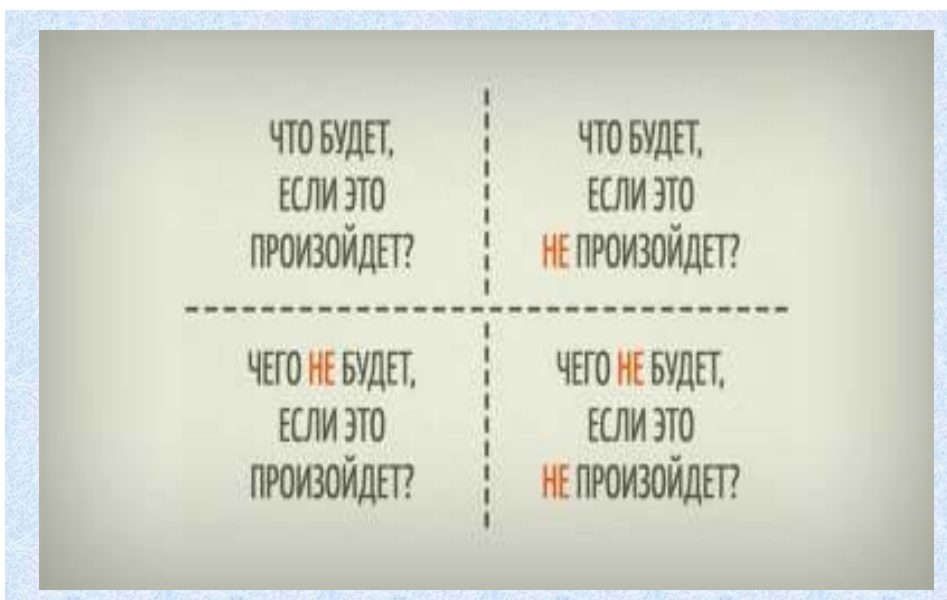 ЧТО БУДЕТ,
ЕСЛИ ЭТО
ПРОИЗОЙДЕТ?
ЧТО БУДЕТ,
ЕСЛИ ЭТО
НЕ ПРОИЗОЙДЕТ?
ЧЕГО НЕ БУДЕТ,
ЕСЛИ ЭТО
ПРОИЗОЙДЕТ?
ЧЕГО НЕ БУДЕТ,
ЕСЛИ ЭТО
НЕ ПРОИЗОЙДЕТ?